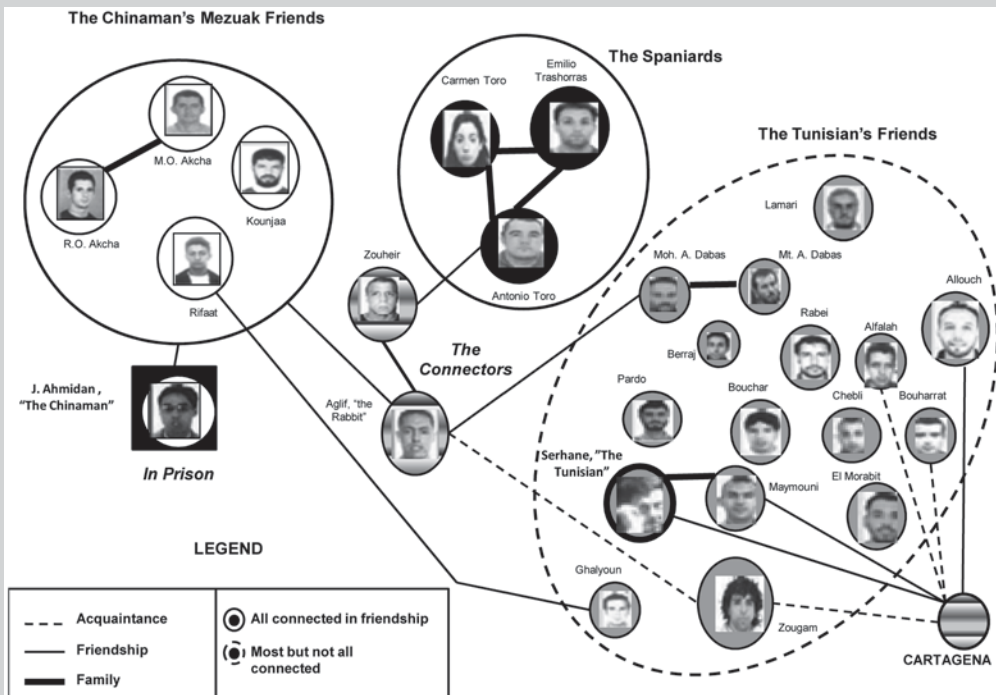 The Chinaman's Mezuak Friends
M.O. Akcha
Kounjaa
R.O. Akcha
Rifaat
J. Ahmidan ,
"The Chinaman"
In Prison
The Spaniards
Carmen Toro
Emilio
Trashorras
Antonio Toro
Zouheir
The
Connectors
Aglif, "the
Rabbit"
The Tunisian's Friends
Lamari
Moh. A. Dabas
Mt. A. Dabas
Allouch
Berraj
Rabei
Alfalah
Pardo
Bouchar
Chebli
Bouharrat
Serhane, "The
Tunisian"
Maymouni
El Morabit
Ghalyoun
Zougam
CARTAGENA
LEGEND
Acquaintance
Friendship
Family
All connected in friendship
Most but not all
connected